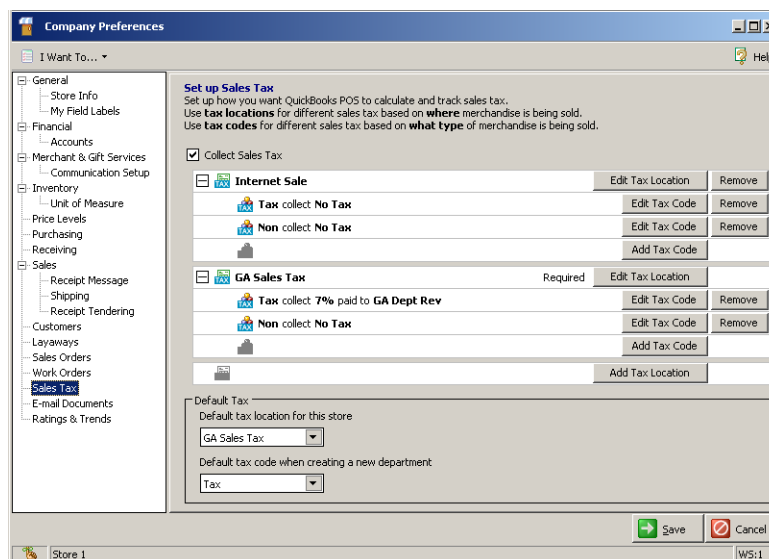 Company Preferences
I Want To...
Help
General
Store Info
My Field Labels
Financial
Accounts
Merchant & Gift Services
Communication Setup
Inventory
Unit of Measure
Price Levels
Purchasing
Receiving
Sales
Receipt Message
Shipping
Receipt Tendering
Customers
Layaways
Sales Orders
Work Orders
Sales Tax
E-mail Documents
Ratings & Trends
Set up Sales Tax
Set up how you want QuickBooks POS to calculate and track sales tax.
Use tax locations for different sales tax based on where merchandise is being sold.
Use tax codes for different sales tax based on what type of merchandise is being sold.
Collect Sales Tax
TAX Internet Sale Edit Tax Location Remove
TAX Tax collect No Tax Edit Tax Code Remove
TAX Non collect No Tax Edit Tax Code Remove
Add Tax Code
TAX GA Sales Tax Required Edit Tax Location
TAX Tax collect 7% paid to GA Dept Rev Edit Tax Code Remove
TAX Non collect No Tax Edit Tax Code Remove
Add Tax Code
Add Tax Location
Default Tax
Default tax location for this store
GA Sales Tax
Default tax code when creating a new department
Tax
Save Cancel
Store 1 WS:1